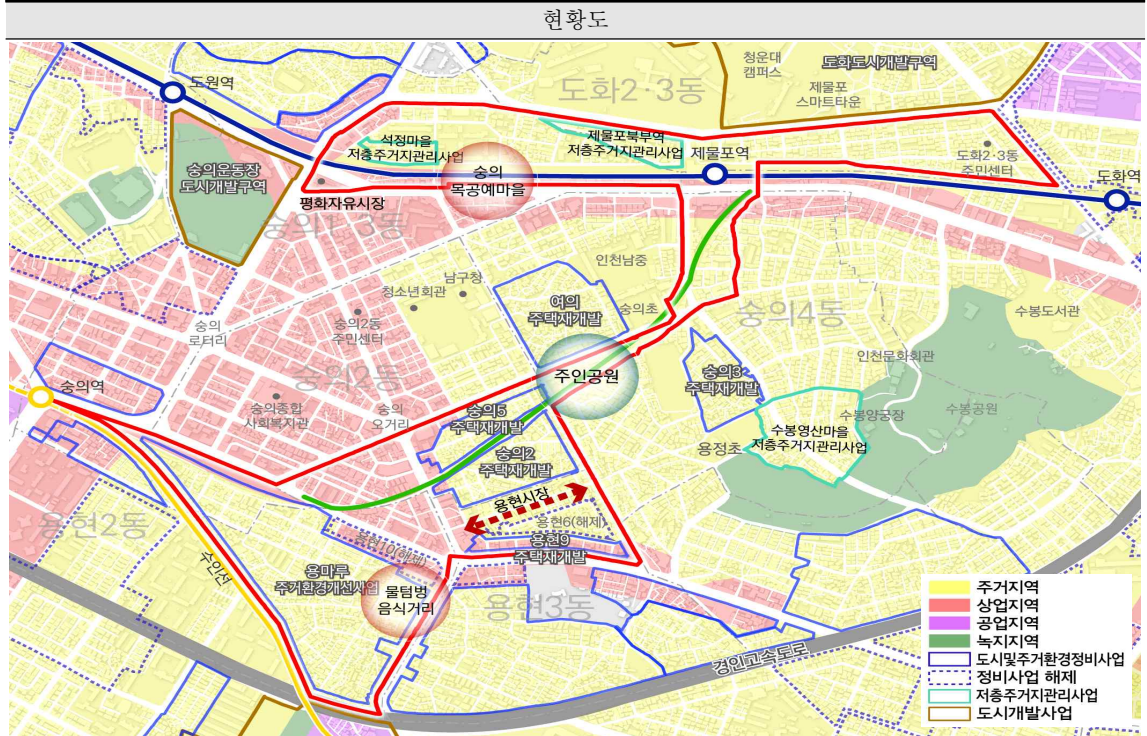 현황도
청운대
캠퍼스
도화도시개발구역
도원역
도화2·3동
제물포
스마트타운
석정마을
저층주거지관리사업
제물포북부역
저층주거지관리사업
숭의
목공예마을
제물포역
도화2·3동
주민센터
도화역
숭의운동장
도시개발구역
평화자유시장
숭의1·3동
인천남중
남구청
청소년회관
여의
주택재개발
숭의초
숭의4동
수봉도서관
숭의
로터리
숭의2동
주민센터
인천문화회관
숭의2동
주인공원
숭의3
주택재개발
숭의역
숭의종합
사회복지관
숭의
오거리
숭의5
주택재개발
수봉양궁장
수봉공원
용정초
수봉영산마을
저층주거지관리사업
숭의2
주택재개발
용현시장
용현6(해제)
용현2동
용현10(해제)
용현9
주택재개발
수인선
용마루
주거환경개선사업
물텀벙
음식거리
용현3동
경인고속도로
주거지역
상업지역
공업지역
녹지지역
도시및주거환경정비사업
정비사업 해제
저층주거지관리사업
도시개발사업